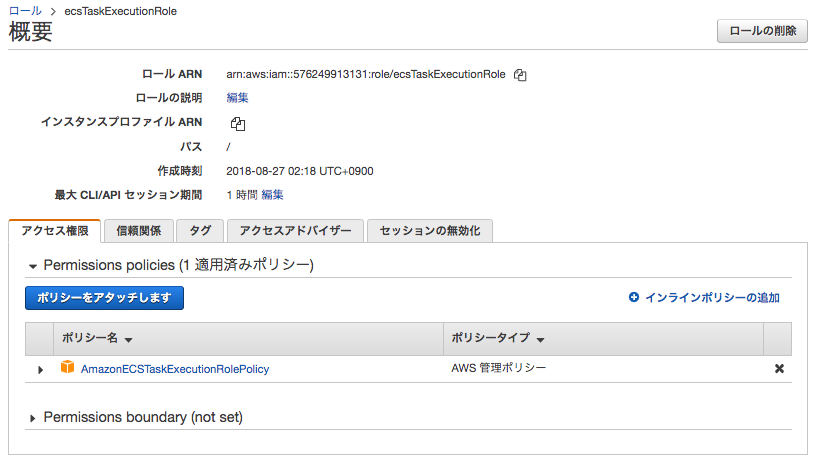 ロール > ecsTaskExecutionRole
概要
ロールの削除
ロール ARN arn:aws:iam::576249913131:role/ecsTaskExecutionRole
ロールの説明 編集
インスタンスプロファイル ARN
パス /
作成時刻 2018-08-27 02:18 UTC+0900
最大 CLI/API セッション期間 1 時間 編集
アクセス権限 信頼関係 タグ アクセスアドバイザー セッションの無効化
Permissions policies (1 適用済みポリシー)
ポリシーをアタッチします インラインポリシーの追加
ポリシー名 ポリシータイプ
AmazonECSTaskExecutionRolePolicy AWS 管理ポリシー
Permissions boundary (not set)